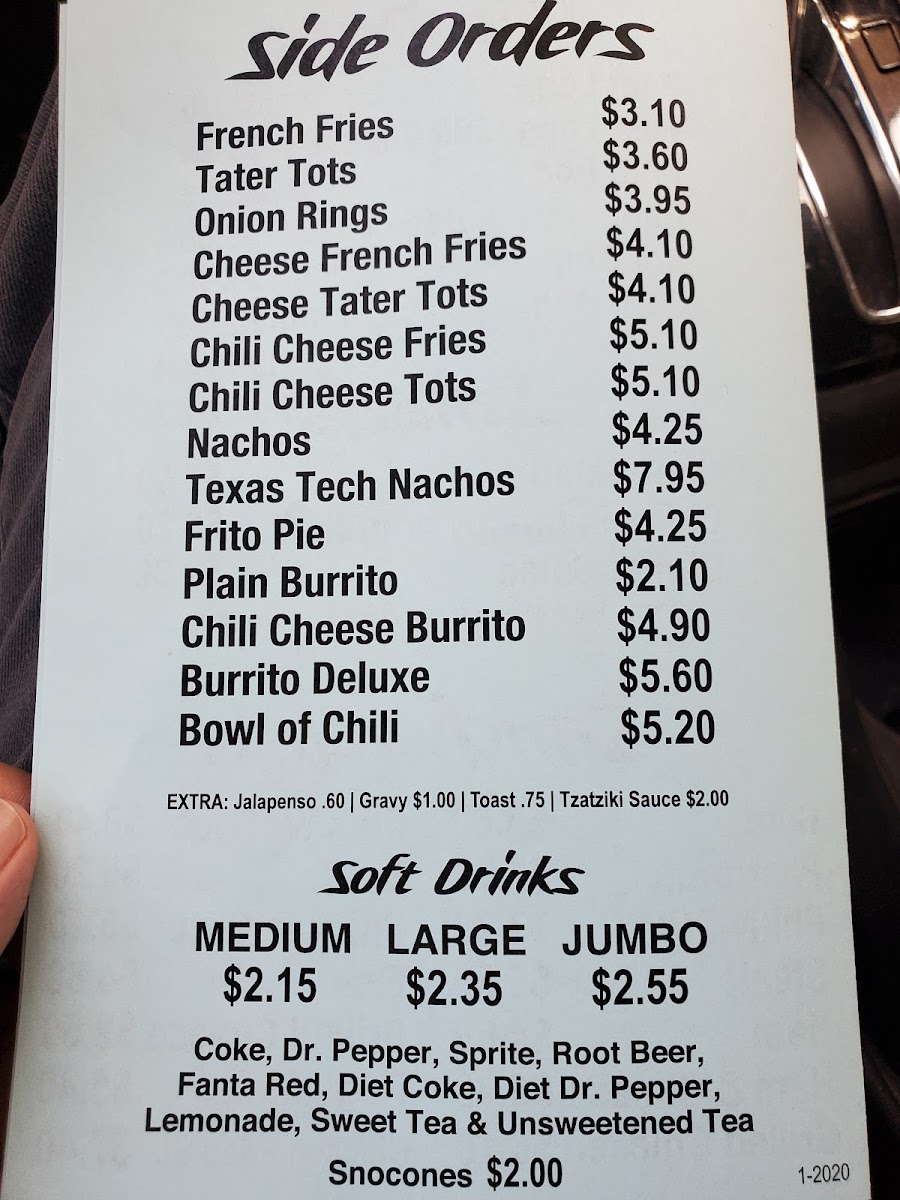 Side Orders
French Fries $3.10
Tater Tots $3.60
Onion Rings $3.95
Cheese French Fries $4.10
Cheese Tater Tots $4.10
Chili Cheese Fries $5.10
Chili Cheese Tots $5.10
Nachos $4.25
Texas Tech Nachos $7.95
Frito Pie $4.25
Plain Burrito $2.10
Chili Cheese Burrito $4.90
Burrito Deluxe $5.60
Bowl of Chili $5.20
EXTRA: Jalapenso .60 | Gravy $1.00 | Toast .75 | Tzatziki Sauce $2.00
Soft Drinks
MEDIUM LARGE JUMBO
$2.15 $2.35 $2.55
Coke, Dr. Pepper, Sprite, Root Beer,
Fanta Red, Diet Coke, Diet Dr. Pepper,
Lemonade, Sweet Tea & Unsweetened Tea
Snocones $2.00
1-2020